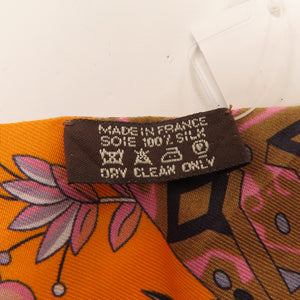 MADE IN FRANCE
SOIE 100% SILK
DRY CLEAN ONLY